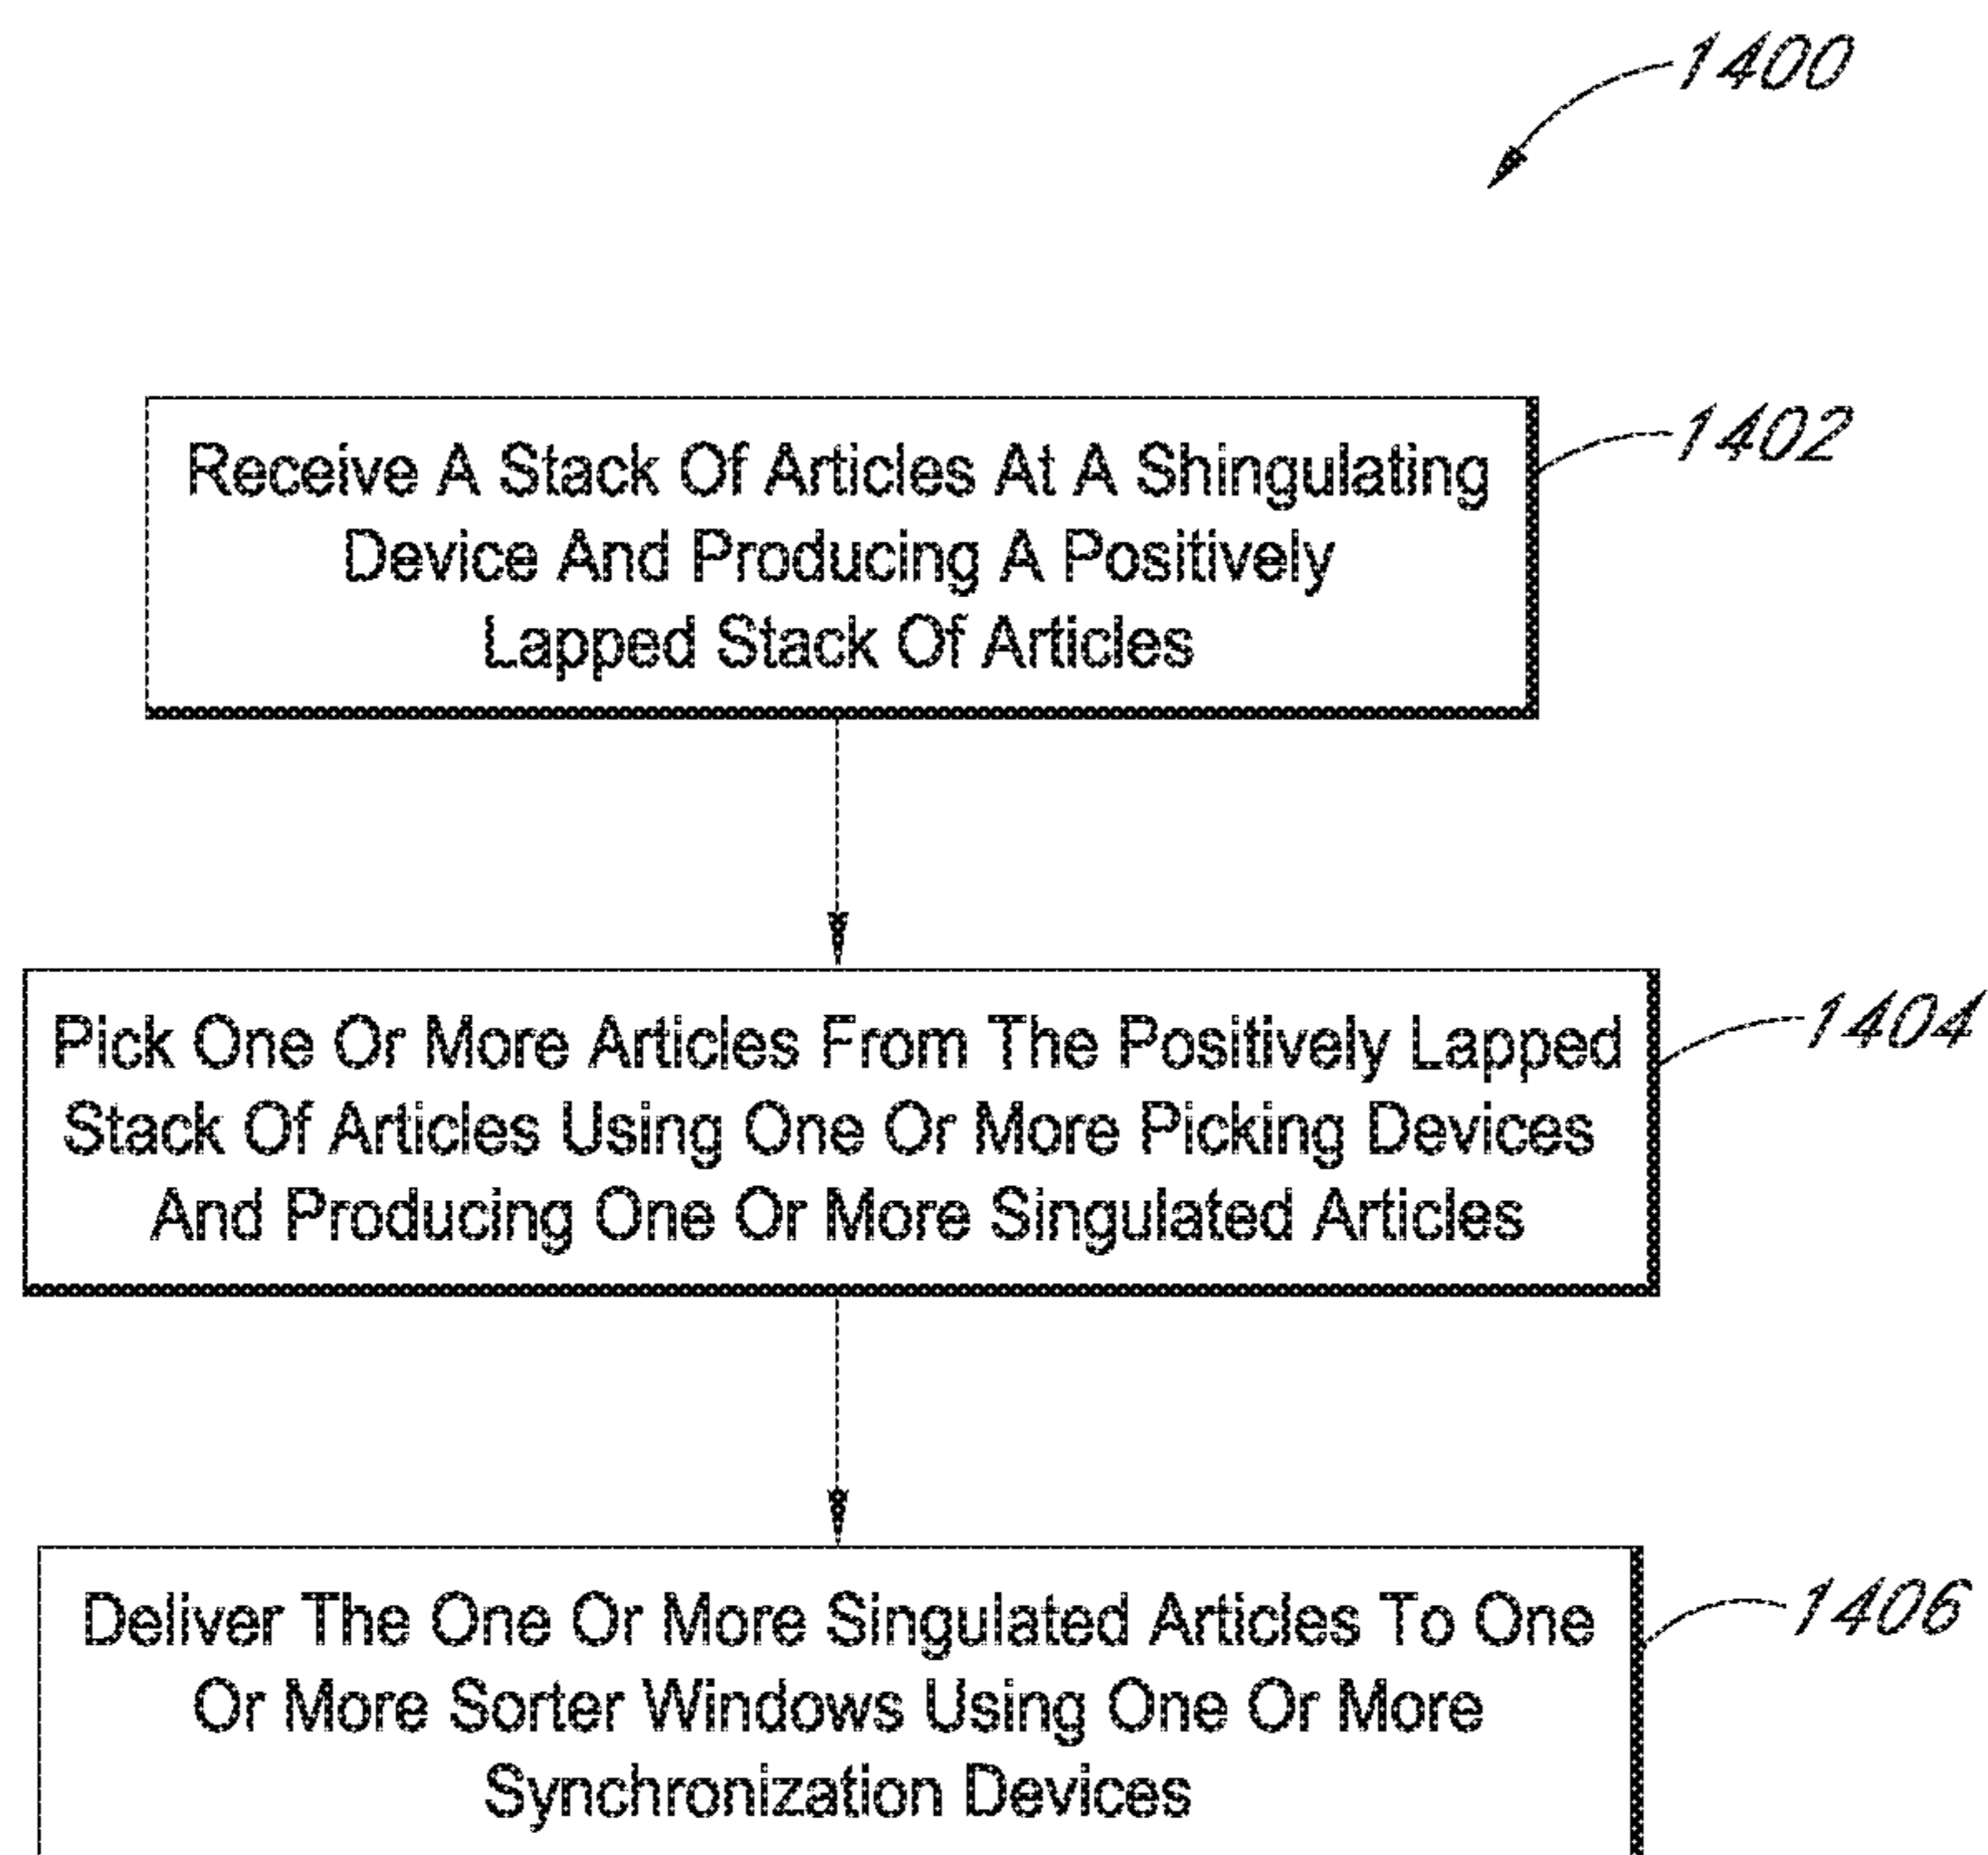 1400
Receive A Stack Of Articles At A Shingulating
Device And Producing A Positively
Lapped Stack Of Articles
1402
Pick One Or More Articles From The Positively Lapped
Stack Of Articles Using One Or More Picking Devices
And Producing One Or More Singulated Articles
1404
Deliver The One Or More Singulated Articles To One
Or More Sorter Windows Using One Or More
Synchronization Devices
1406